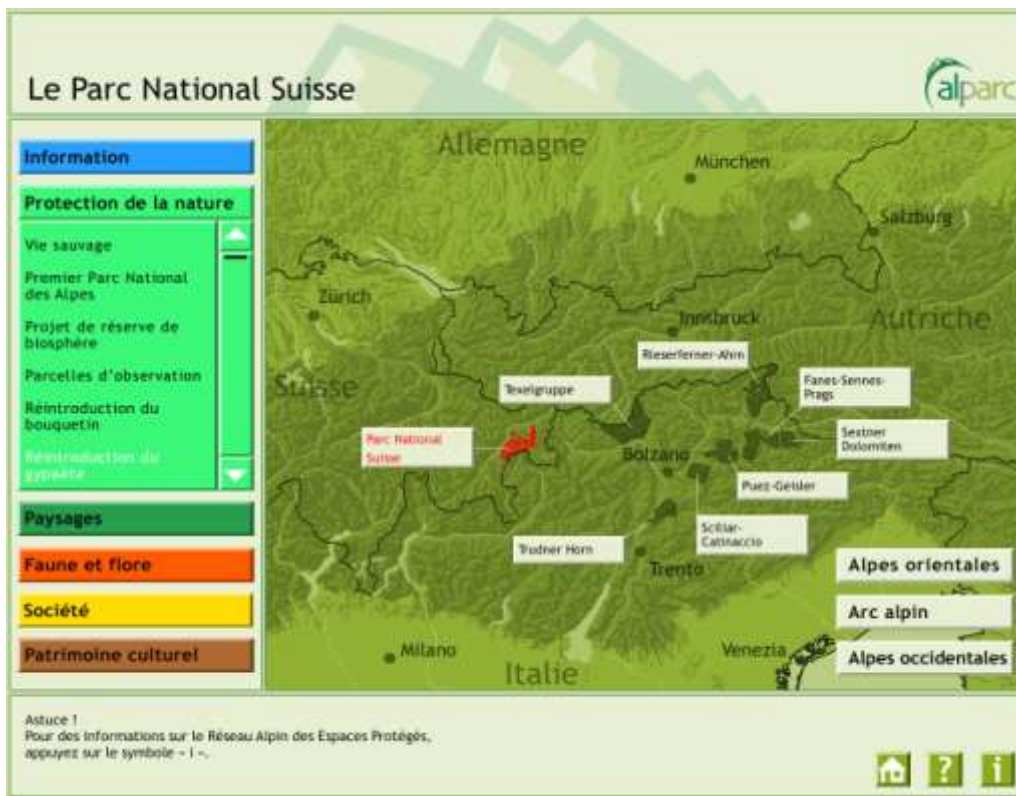 Le Parc National Suisse
alparc
Information
Protection de la nature
Vie sauvage
Premier Parc National
des Alpes
Projet de réserve de
biosphère
Parcelles d'observation
Réintroduction du
bouquetin
Réintroduction du
gypaète
Paysages
Faune et flore
Société
Patrimoine culturel
Allemagne
München
Salzburg
Zürich
Innsbruck
Autriche
Rieserferner-Ahrn
Suisse
Texelgruppe
Fanes-Sennes-
Prags
Parc National
Suisse
Sextner
Dolomiten
Bolzano
Puez-Geisler
Sciliar-
Catinaccio
Trudner Horn
Trento
Alpes orientales
Arc alpin
Milano
Venezia
Alpes occidentales
Italie
Astuce !
Pour des informations sur le Réseau Alpin des Espaces Protégés,
appuyez sur le symbole – i –.
?
i